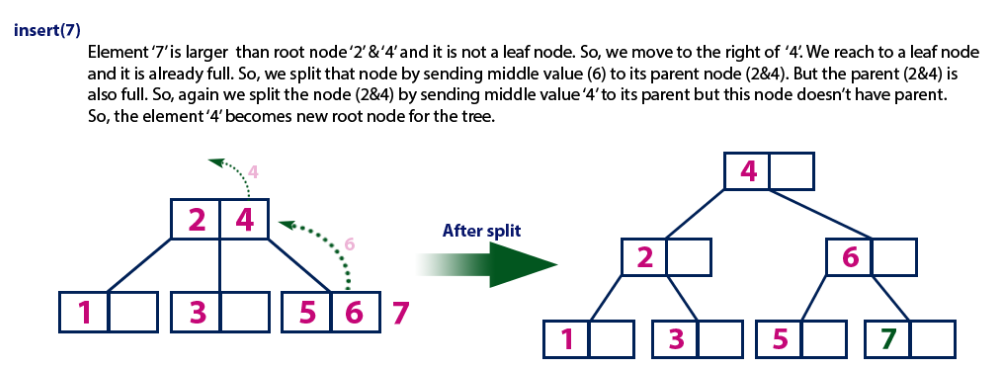 insert(7)
Element ‘7’ is larger than root node ‘2’ & ‘4’ and it is not a leaf node. So, we move to the right of ‘4’. We reach to a leaf node
and it is already full. So, we split that node by sending middle value (6) to its parent node (2&4). But the parent (2&4) is
also full. So, again we split the node (2&4) by sending middle value ‘4’ to its parent but this node doesn’t have parent.
So, the element ‘4’ becomes new root node for the tree.
4
2 4
6
1 3 5 6 7
After split
4
2 6
1 3 5 7